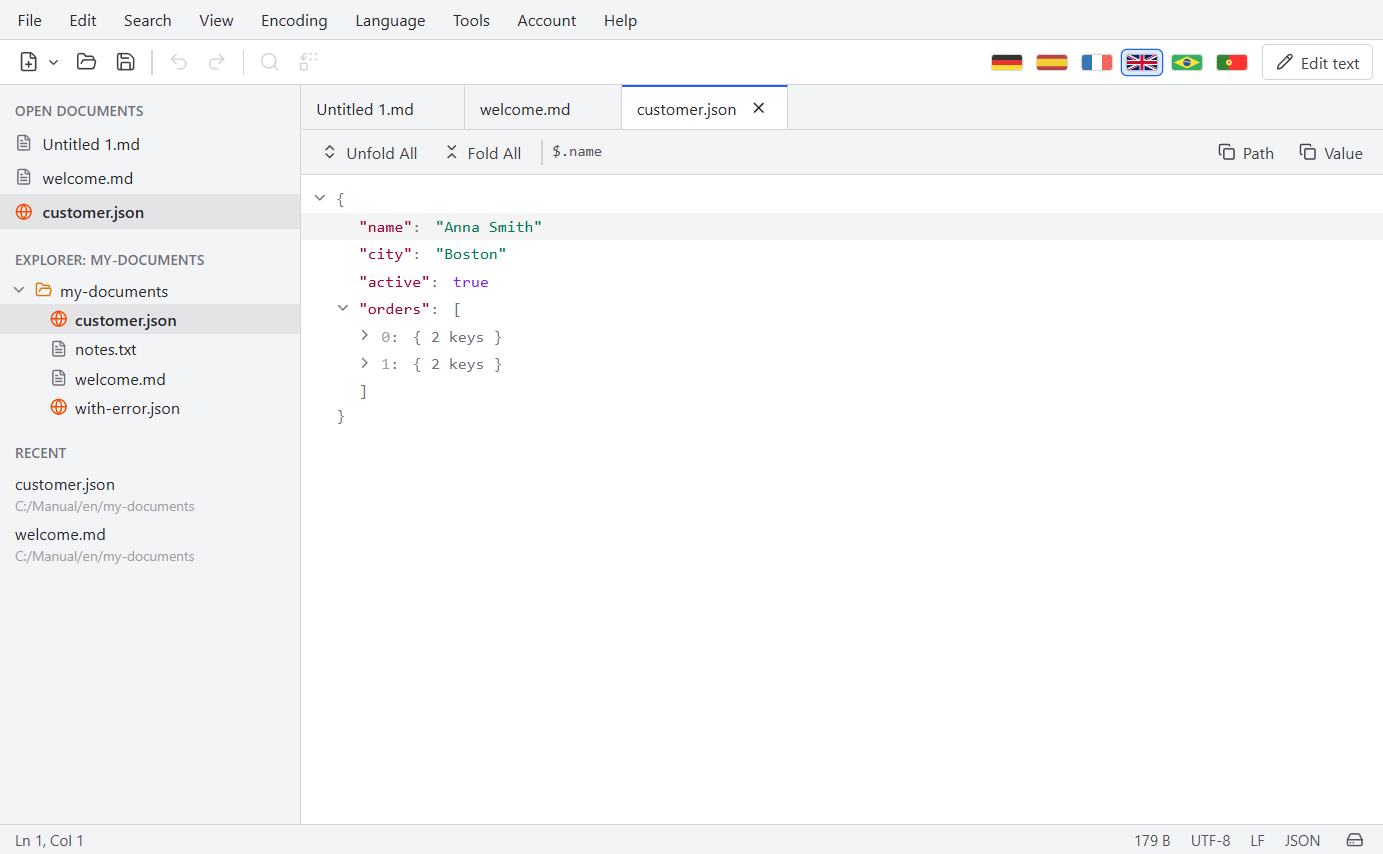 File Edit Search View Encoding Language Tools Account Help
Edit text
OPEN DOCUMENTS
Untitled 1.md
welcome.md
customer.json
EXPLORER: MY-DOCUMENTS
my-documents
customer.json
notes.txt
welcome.md
with-error.json
RECENT
customer.json
C:/Manual/en/my-documents
welcome.md
C:/Manual/en/my-documents
Untitled 1.md welcome.md customer.json
Unfold All Fold All $.name Path Value
{
"name": "Anna Smith"
"city": "Boston"
"active": true
"orders": [
0: { 2 keys }
1: { 2 keys }
]
}
Ln 1, Col 1 179 B UTF-8 LF JSON